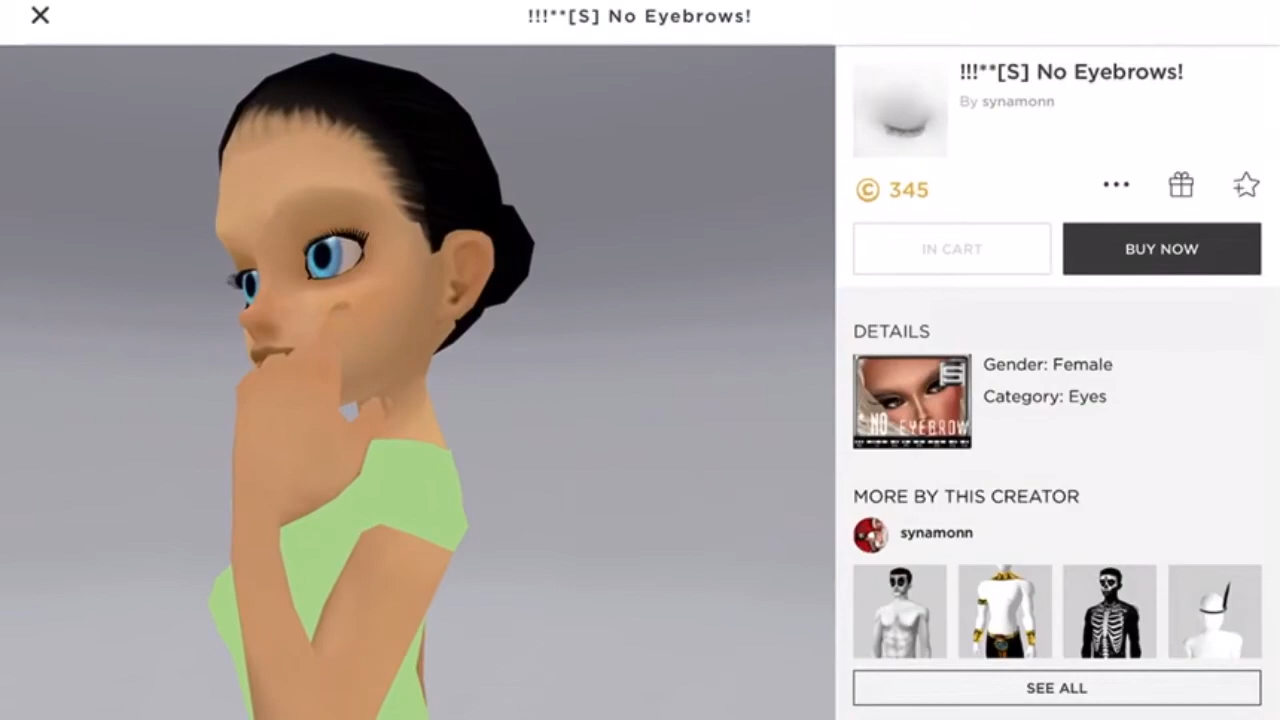 !!!**[S] No Eyebrows!
!!!**[S] No Eyebrows!
By synamonn
© 345
IN CART
BUY NOW
DETAILS
S
NO EYEBROW
Gender: Female
Category: Eyes
MORE BY THIS CREATOR
synamonn
SEE ALL